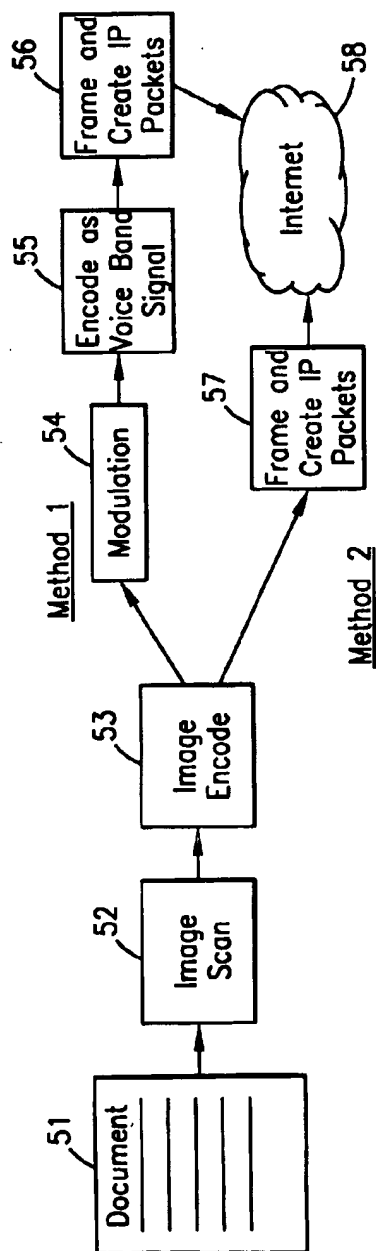 51
Document
52
Image
Scan
53
Image
Encode
Method 1
54
Modulation
55
Encode as
Voice Band
Signal
56
Frame and
Create IP
Packets
Method 2
57
Frame and
Create IP
Packets
Internet
58